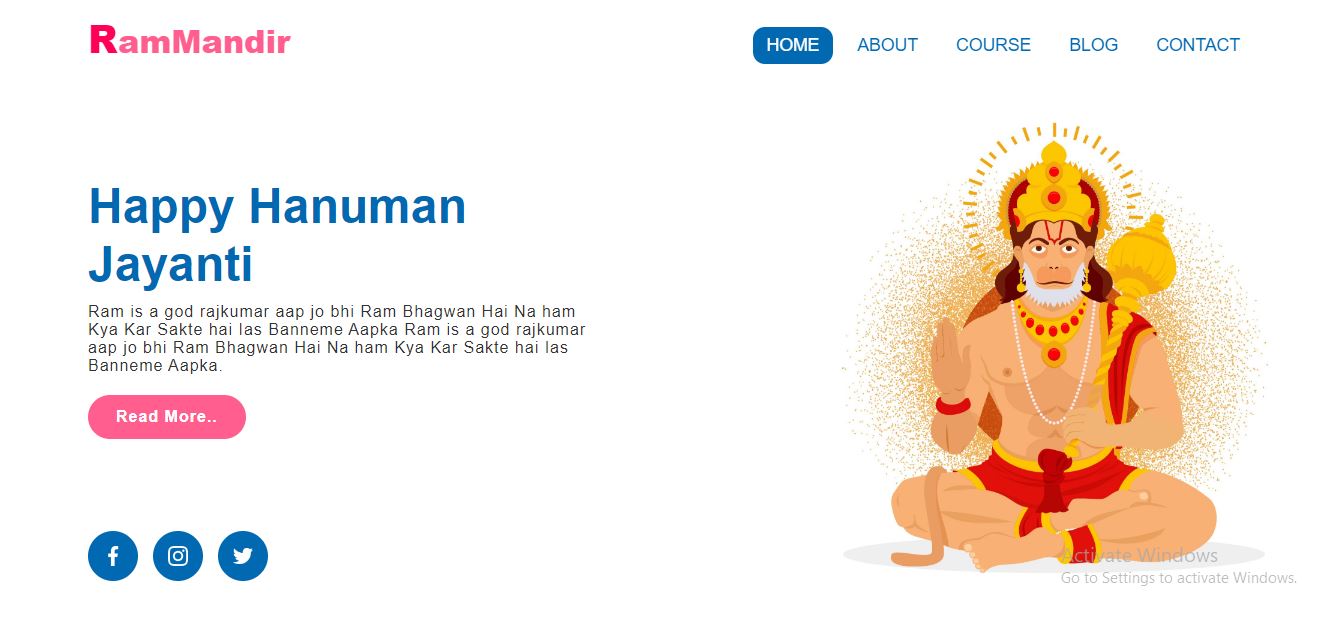 RamMandir
HOME ABOUT COURSE BLOG CONTACT
Happy Hanuman
Jayanti
Ram is a god rajkumar aap jo bhi Ram Bhagwan Hai Na ham
Kya Kar Sakte hai Ias Banneme Aapka Ram is a god rajkumar
aap jo bhi Ram Bhagwan Hai Na ham Kya Kar Sakte hai Ias
Banneme Aapka.
Read More..
Activate Windows
Go to Settings to activate Windows.